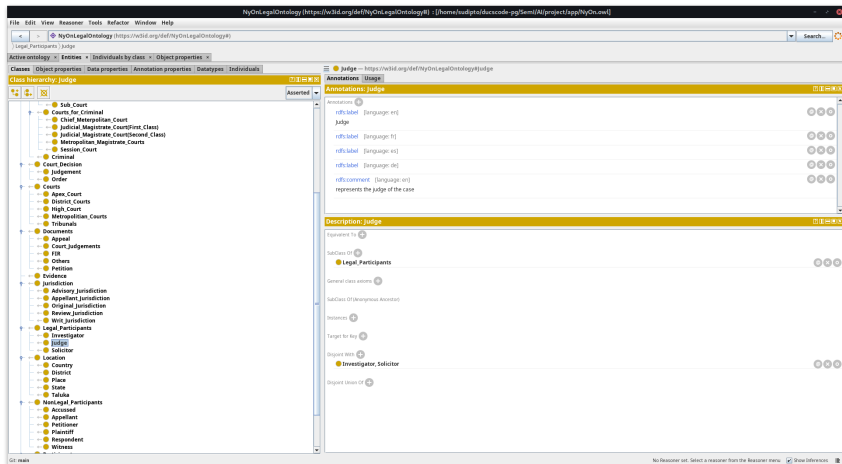 NyOnLegalOntology (https://w3id.org/def/NyOnLegalOntology#) : [/home/sudipto/ducscode-pg/SemI/AI/project/app/NyOn.owl]
File Edit View Reasoner Tools Refactor Window Help
< > NyOnLegalOntology (https://w3id.org/def/NyOnLegalOntology#) Search...
Legal_Participants Judge
Active ontology × Entities × Individuals by class × Object properties ×
Classes Object properties Data properties Annotation properties Datatypes Individuals
Class hierarchy: Judge
Asserted
Sub_Court
Courts_for_Criminal
Chief_Meterpolitan_Court
Judicial_Magistrate_Court(First_Class)
Judicial_Magistrate_Court(Second_Class)
Metropolitan_Magistrate_Courts
Session_Court
Criminal
Court_Decision
Judgement
Order
Courts
Apex_Court
District_Courts
High_Court
Metropolitian_Courts
Tribunals
Documents
Appeal
Court_Judgements
FIR
Others
Petition
Evidence
Jurisdiction
Advisory_Jurisdiction
Appellant_Jurisdiction
Original_Jurisdiction
Review_Jurisdiction
Writ_Jurisdiction
Legal_Participants
Investigator
Judge
Solicitor
Location
Country
District
Place
State
Taluka
NonLegal_Participants
Accussed
Appellant
Petitioner
Plaintiff
Respondent
Witness
Judge — https://w3id.org/def/NyOnLegalOntology#Judge
Annotations Usage
Annotations: Judge
Annotations
rdfs:label [language: en]
Judge
rdfs:label [language: fr]
rdfs:label [language: es]
rdfs:label [language: de]
rdfs:comment [language: en]
represents the judge of the case
Description: Judge
Equivalent To
SubClass Of
Legal_Participants
General class axioms
SubClass Of (Anonymous Ancestor)
Instances
Target for Key
Disjoint With
Investigator, Solicitor
Disjoint Union Of
Git: main
No Reasoner set. Select a reasoner from the Reasoner menu Show Inferences